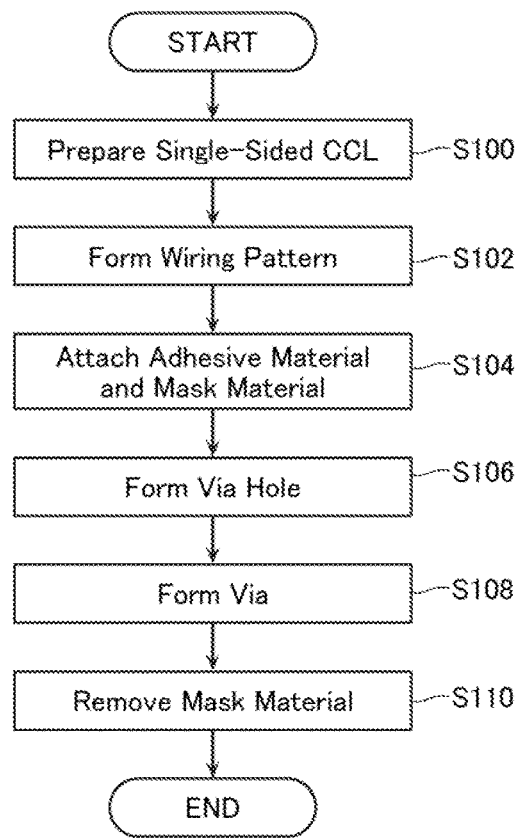 START
Prepare Single-Sided CCL
S100
Form Wiring Pattern
S102
Attach Adhesive Material
and Mask Material
S104
Form Via Hole
S106
Form Via
S108
Remove Mask Material
S110
END